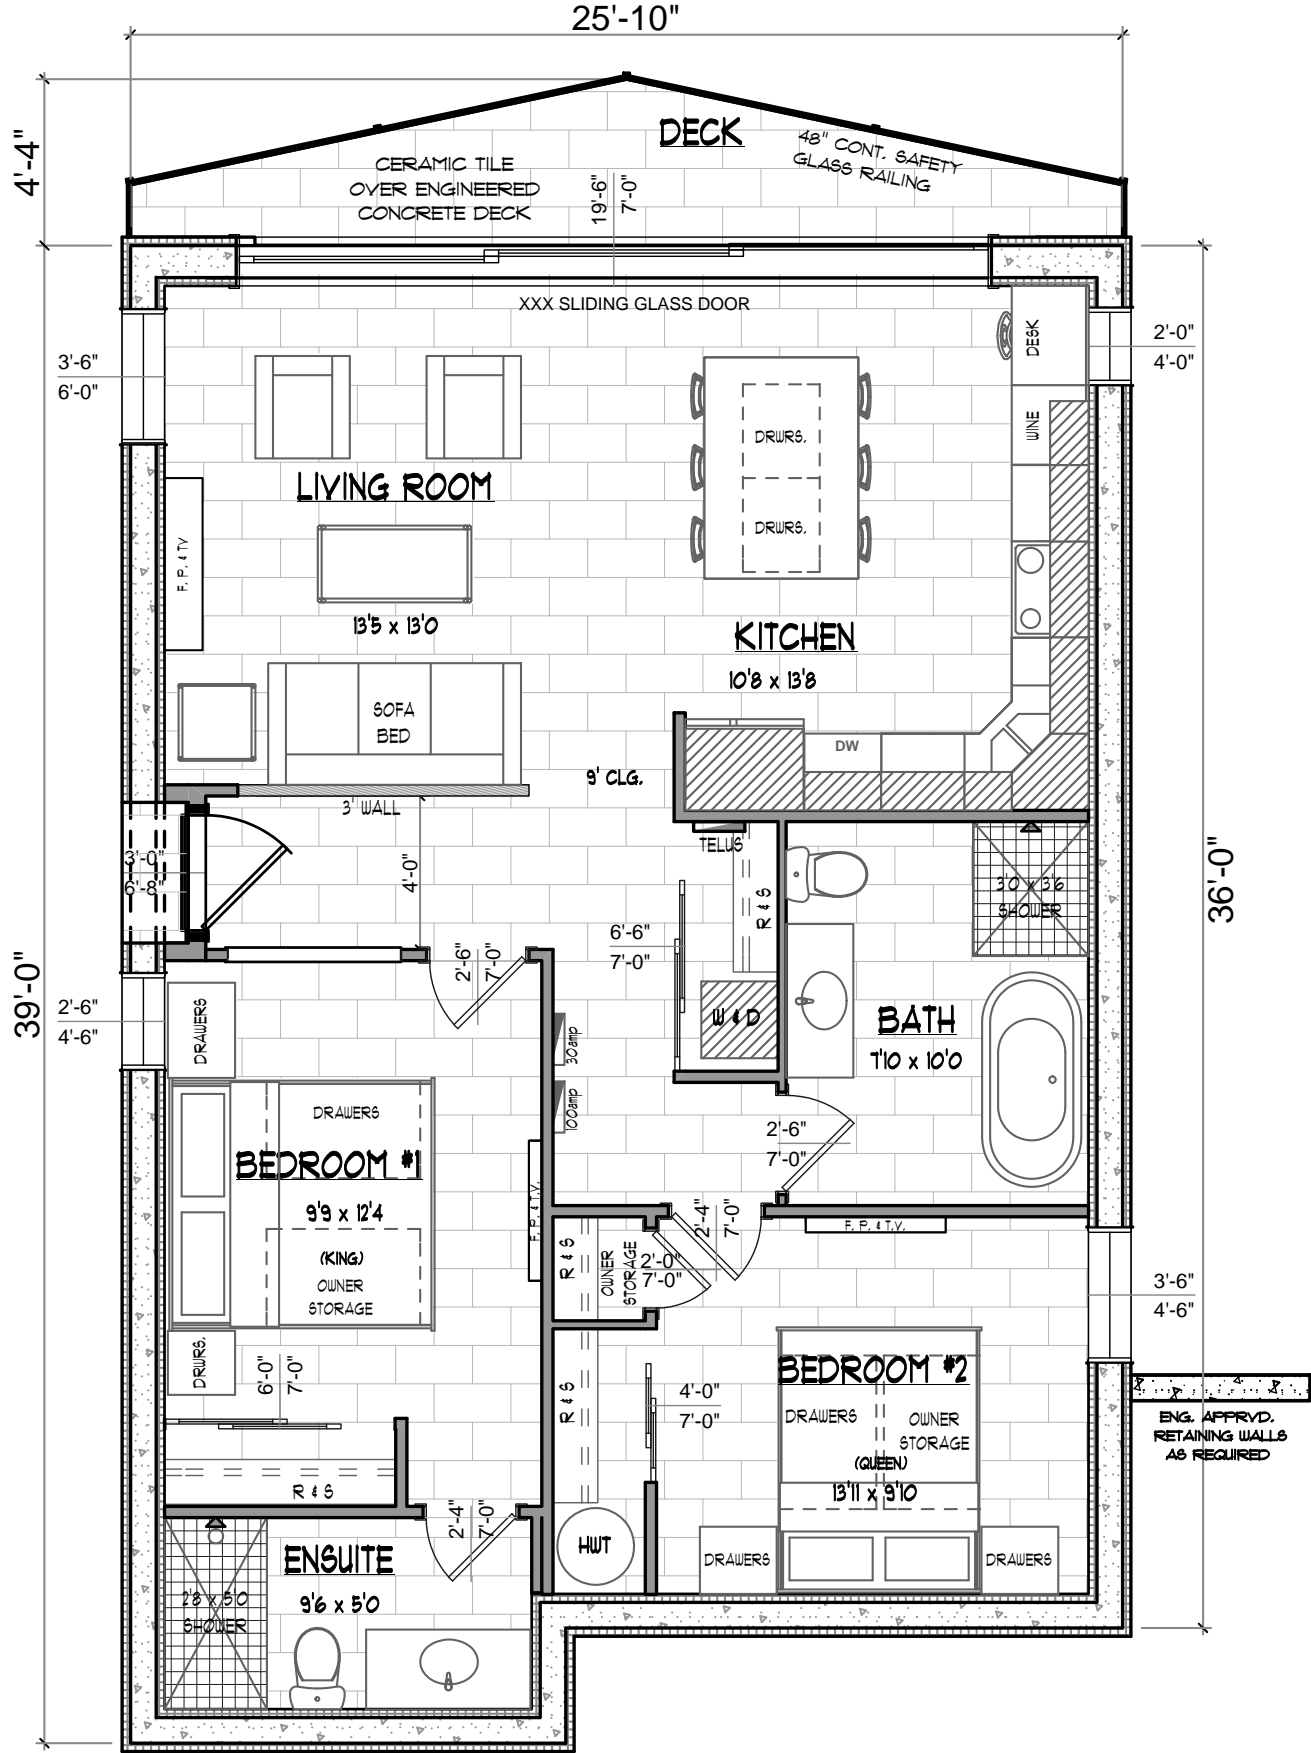 25'-10"
4'-4"
DECK
48" CONT. SAFETY
GLASS RAILING
CERAMIC TILE
OVER ENGINEERED
CONCRETE DECK
19'-6"
7'-0"
XXX SLIDING GLASS DOOR
3'-6"
6'-0"
2'-0"
4'-0"
DESK
WINE
DRWRS.
DRWRS.
LIVING ROOM
F. P. & TV
13'5 x 13'0
KITCHEN
10'8 x 13'8
SOFA
BED
DW
9' CLG.
3' WALL
4'-0"
TELUS
R & S
3'-0"
6'-8"
3'0 x 3'6
SHOWER
36'-0"
39'-0"
6'-6"
7'-0"
2'-6"
7'-0"
2'-6"
4'-6"
DRAWERS
W & D
BATH
7'10 x 10'0
30amp
100amp
DRAWERS
BEDROOM #1
9'9 x 12'4
(KING)
OWNER
STORAGE
F. P. & T.V.
2'-6"
7'-0"
2'-4"
7'-0"
F. P. & T.V.
R & S
OWNER
STORAGE
2'-0"
7'-0"
3'-6"
4'-6"
DRWRS.
6'-0"
7'-0"
R & S
R & S
4'-0"
7'-0"
BEDROOM #2
DRAWERS
OWNER
STORAGE
(QUEEN)
13'11 x 9'10
DRAWERS
DRAWERS
ENG. APPRVD.
RETAINING WALLS
AS REQUIRED
2'-4"
7'-0"
HWT
ENSUITE
9'6 x 5'0
2'8 x 5'0
SHOWER